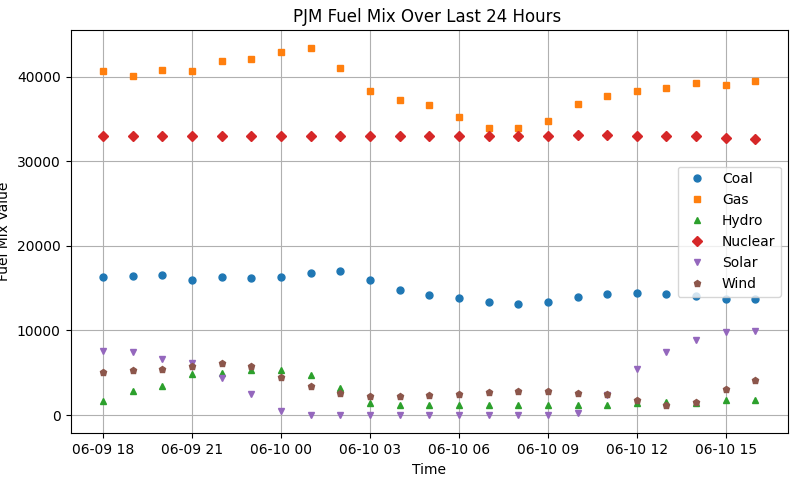 PJM Fuel Mix Over Last 24 Hours
40000
30000
20000
10000
0
Fuel Mix Value
Coal
Gas
Hydro
Nuclear
Solar
Wind
06-09 18 06-09 21 06-10 00 06-10 03 06-10 06 06-10 09 06-10 12 06-10 15
Time